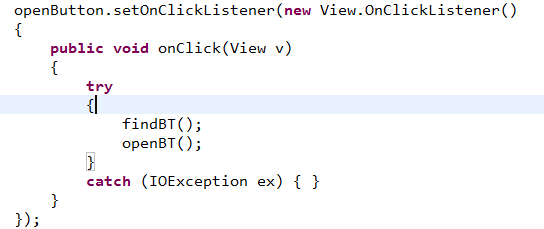 openButton.setOnClickListener(new View.OnClickListener()
{
    public void onClick(View v)
    {
        try
        {
            findBT();
            openBT();
        }
        catch (IOException ex) { }
    }
});